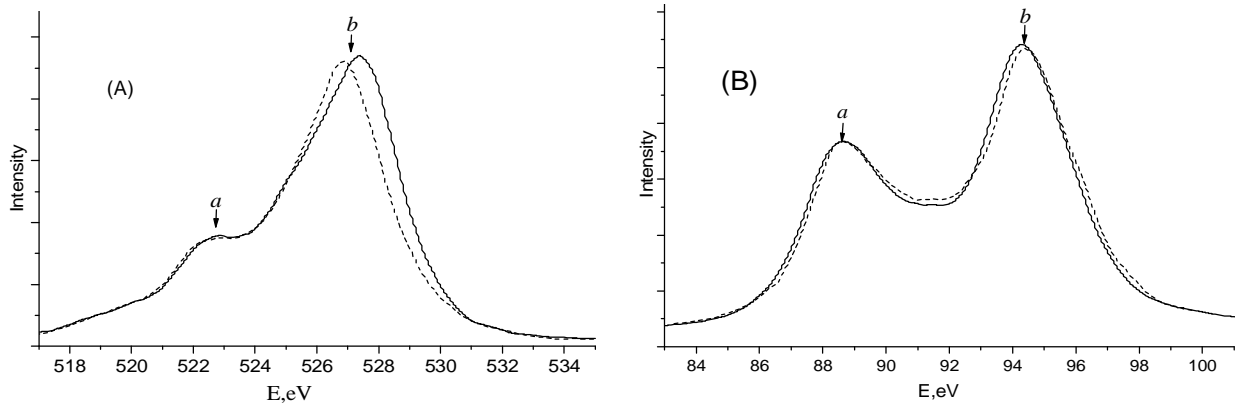 b
(A)
a
Intensity
518 520 522 524 526 528 530 532 534
E,eV
b
(B)
a
Intensity
84 86 88 90 92 94 96 98 100
E,eV